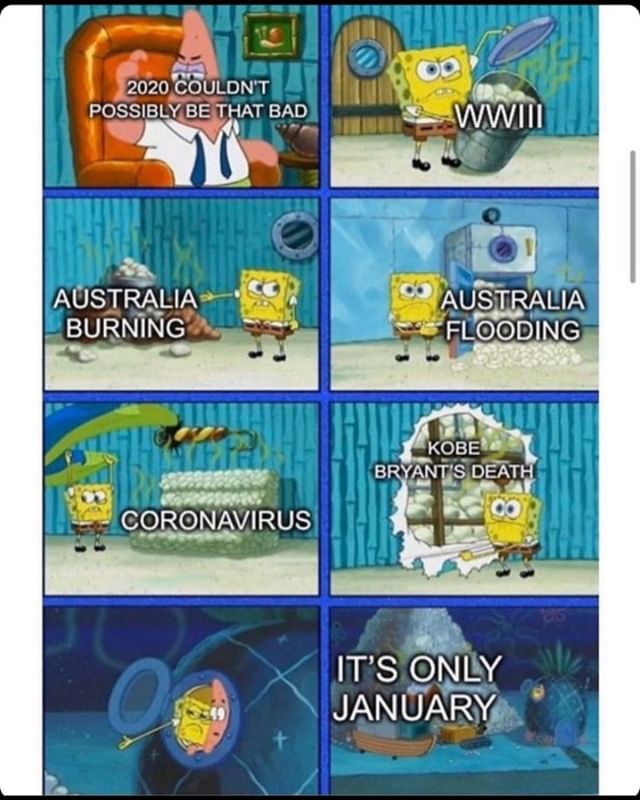 2020 COULDN'T
POSSIBLY BE THAT BAD
WWIII
AUSTRALIA
BURNING
AUSTRALIA
FLOODING
CORONAVIRUS
KOBE
BRYANT'S DEATH
IT'S ONLY
JANUARY